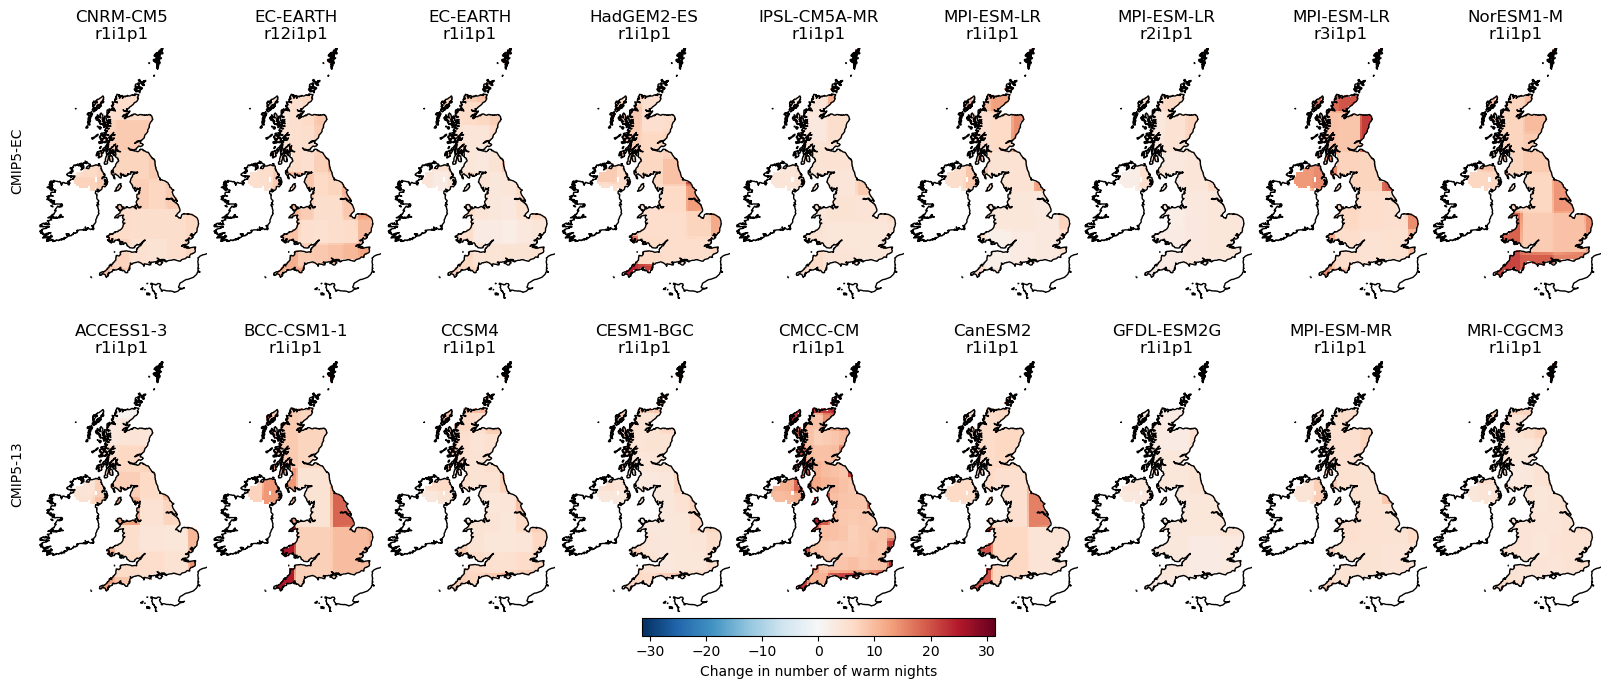 CNRM-CM5
r1i1p1
EC-EARTH
r12i1p1
EC-EARTH
r1i1p1
HadGEM2-ES
r1i1p1
IPSL-CM5A-MR
r1i1p1
MPI-ESM-LR
r1i1p1
MPI-ESM-LR
r2i1p1
MPI-ESM-LR
r3i1p1
NorESM1-M
r1i1p1
CMIP5-EC
ACCESS1-3
r1i1p1
BCC-CSM1-1
r1i1p1
CCSM4
r1i1p1
CESM1-BGC
r1i1p1
CMCC-CM
r1i1p1
CanESM2
r1i1p1
GFDL-ESM2G
r1i1p1
MPI-ESM-MR
r1i1p1
MRI-CGCM3
r1i1p1
CMIP5-13
−30 −20 −10 0 10 20 30
Change in number of warm nights